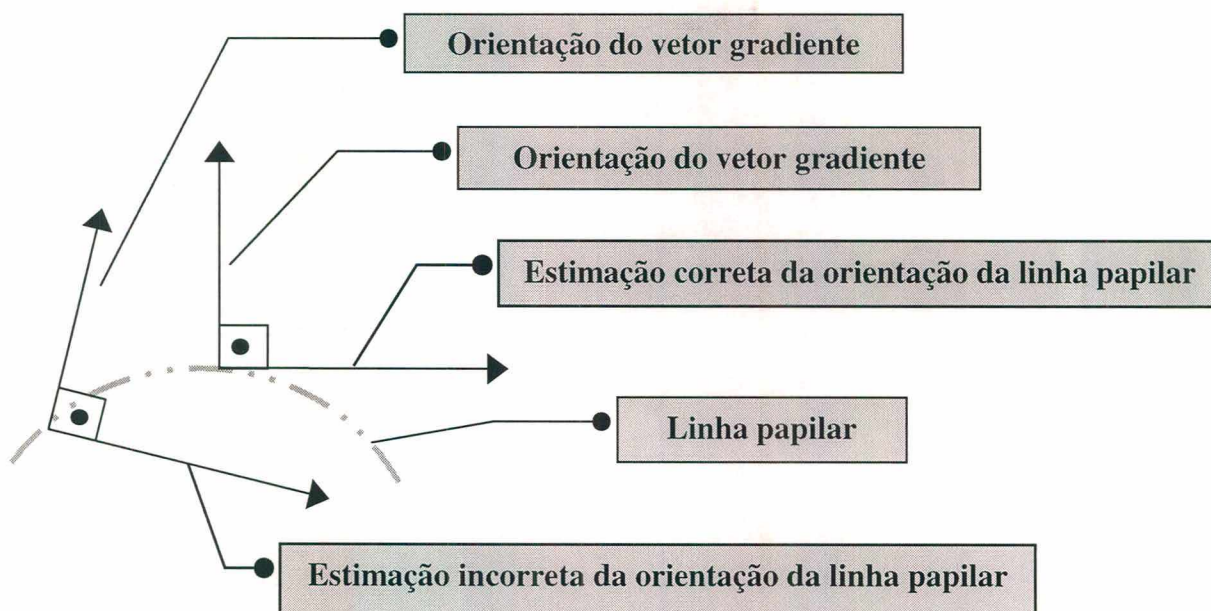 Orientação do vetor gradiente
Orientação do vetor gradiente
Estimação correta da orientação da linha papilar
Linha papilar
Estimação incorreta da orientação da linha papilar